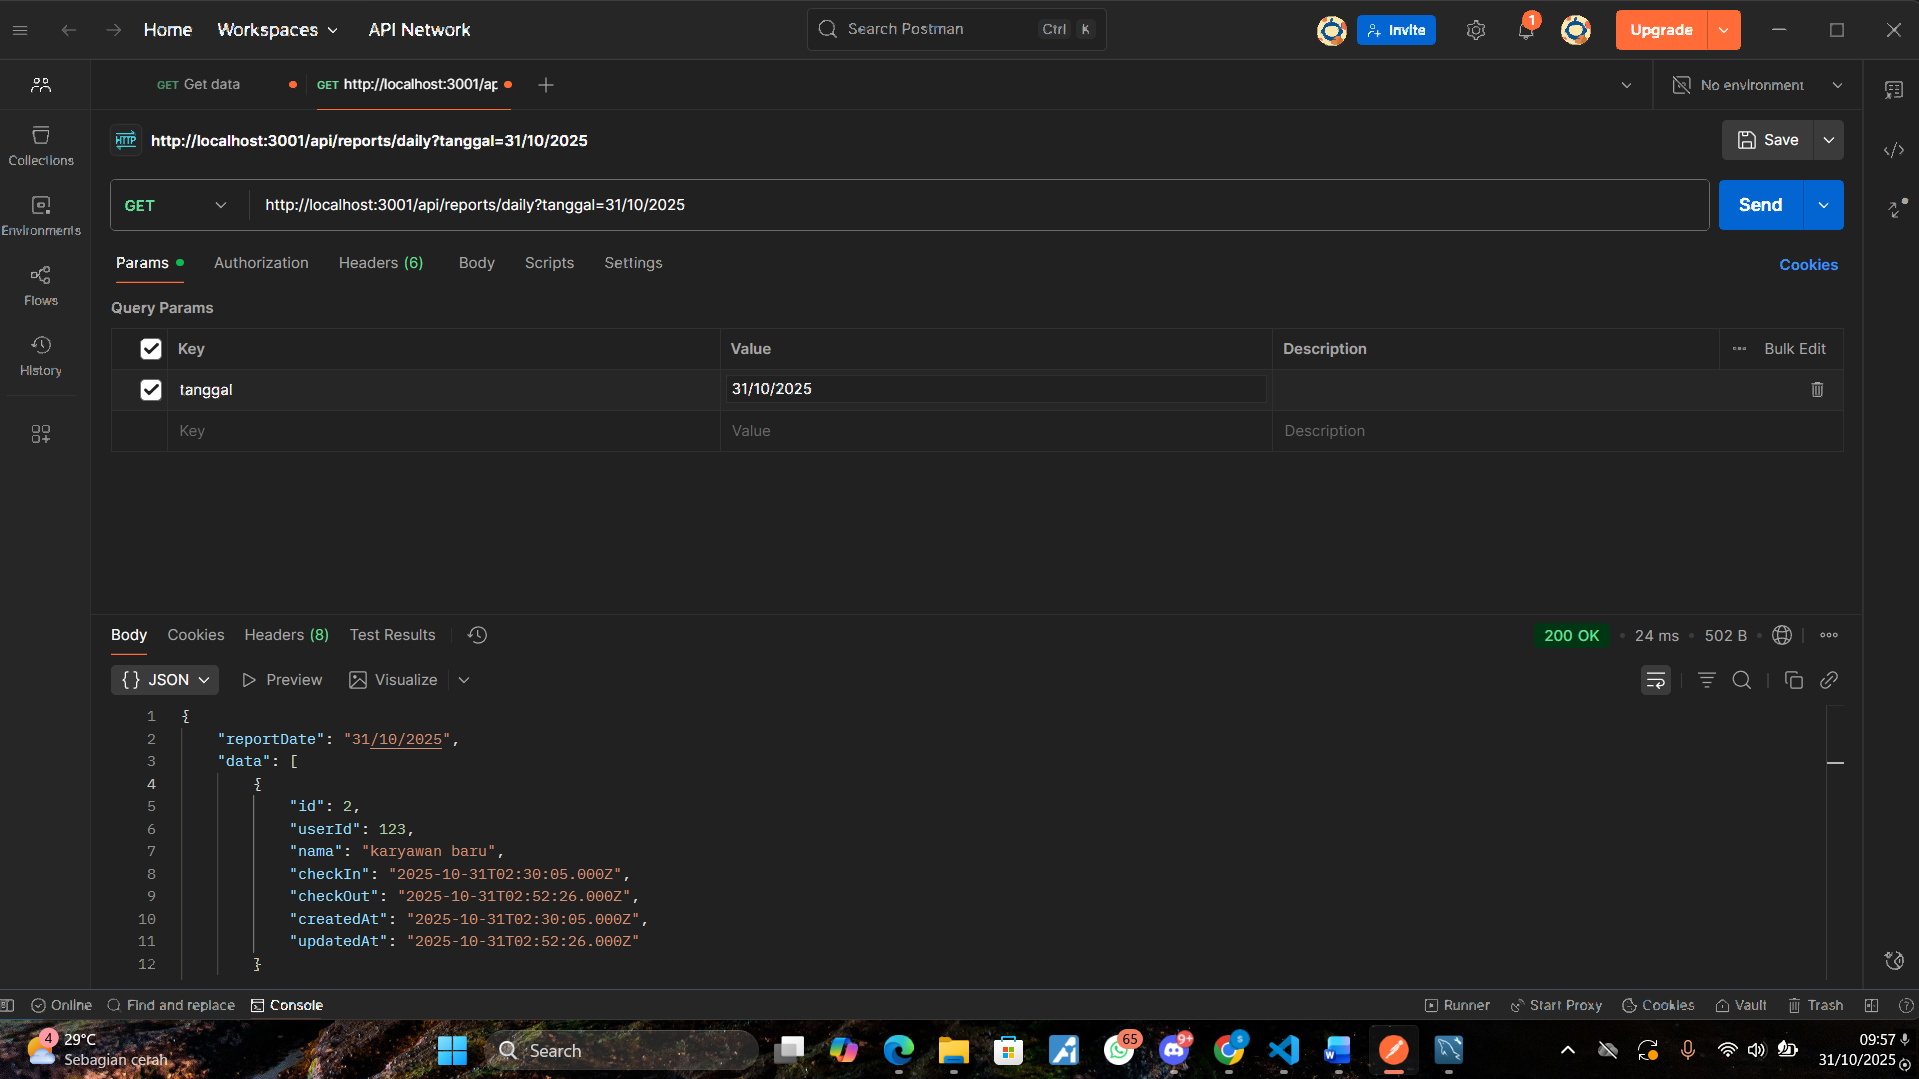 Home
Workspaces
API Network
Search Postman
Ctrl K
Invite
1
Upgrade
GET Get data
GET http://localhost:3001/ap
No environment
HTTP
http://localhost:3001/api/reports/daily?tanggal=31/10/2025
Save
Collections
Environments
Flows
History
GET
http://localhost:3001/api/reports/daily?tanggal=31/10/2025
Send
Params
Authorization
Headers (6)
Body
Scripts
Settings
Cookies
Query Params
Key
Value
Description
Bulk Edit
tanggal
31/10/2025
Key
Value
Description
Body
Cookies
Headers (8)
Test Results
200 OK
24 ms
502 B
{} JSON
Preview
Visualize
1 {
2 "reportDate": "31/10/2025",
3 "data": [
4 {
5 "id": 2,
6 "userId": 123,
7 "nama": "karyawan baru",
8 "checkIn": "2025-10-31T02:30:05.000Z",
9 "checkOut": "2025-10-31T02:52:26.000Z",
10 "createdAt": "2025-10-31T02:30:05.000Z",
11 "updatedAt": "2025-10-31T02:52:26.000Z"
12 }
Online
Find and replace
Console
Runner
Start Proxy
Cookies
Vault
Trash
4
29°C
Sebagian cerah
Search
65
9+
S
W
09:57
31/10/2025